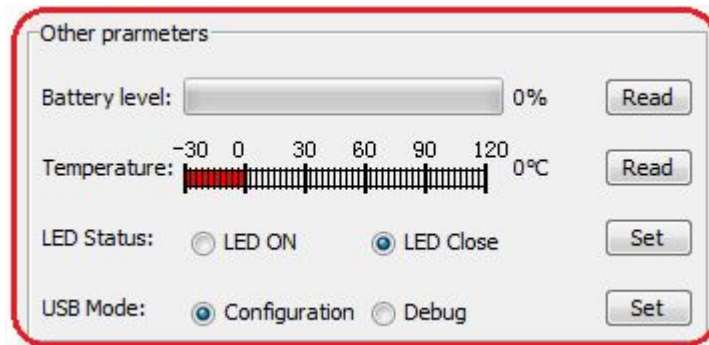 Other prarmeters
Battery level: 0% Read
-30 0 30 60 90 120
Temperature: 0℃ Read
LED Status: LED ON LED Close Set
USB Mode: Configuration Debug Set